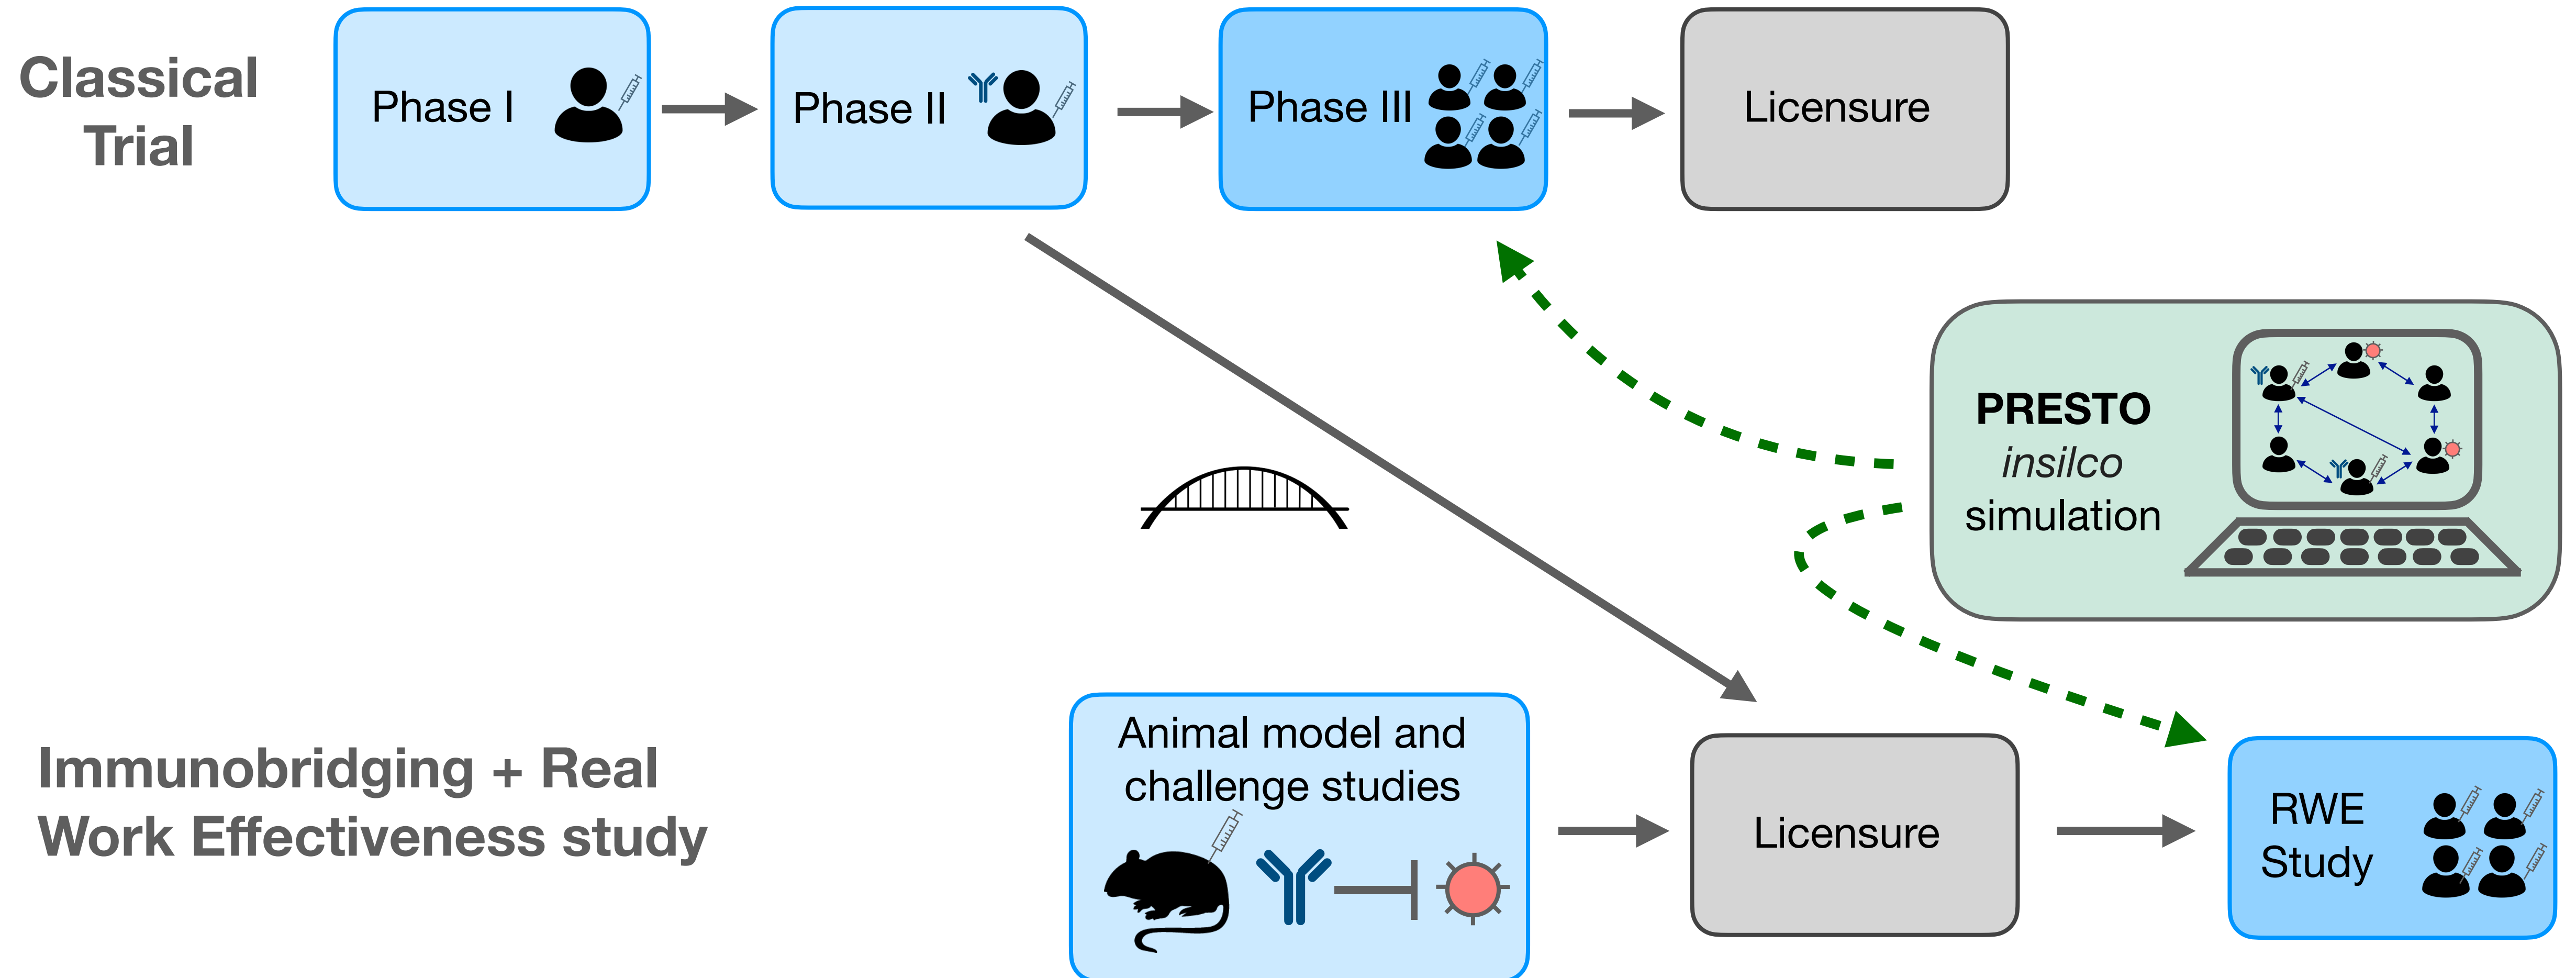 Classical
Trial
Phase I
Phase II
Phase III
Licensure
PRESTO
insilco
simulation
Immunobridging + Real
Work Effectiveness study
Animal model and
challenge studies
Licensure
RWE
Study